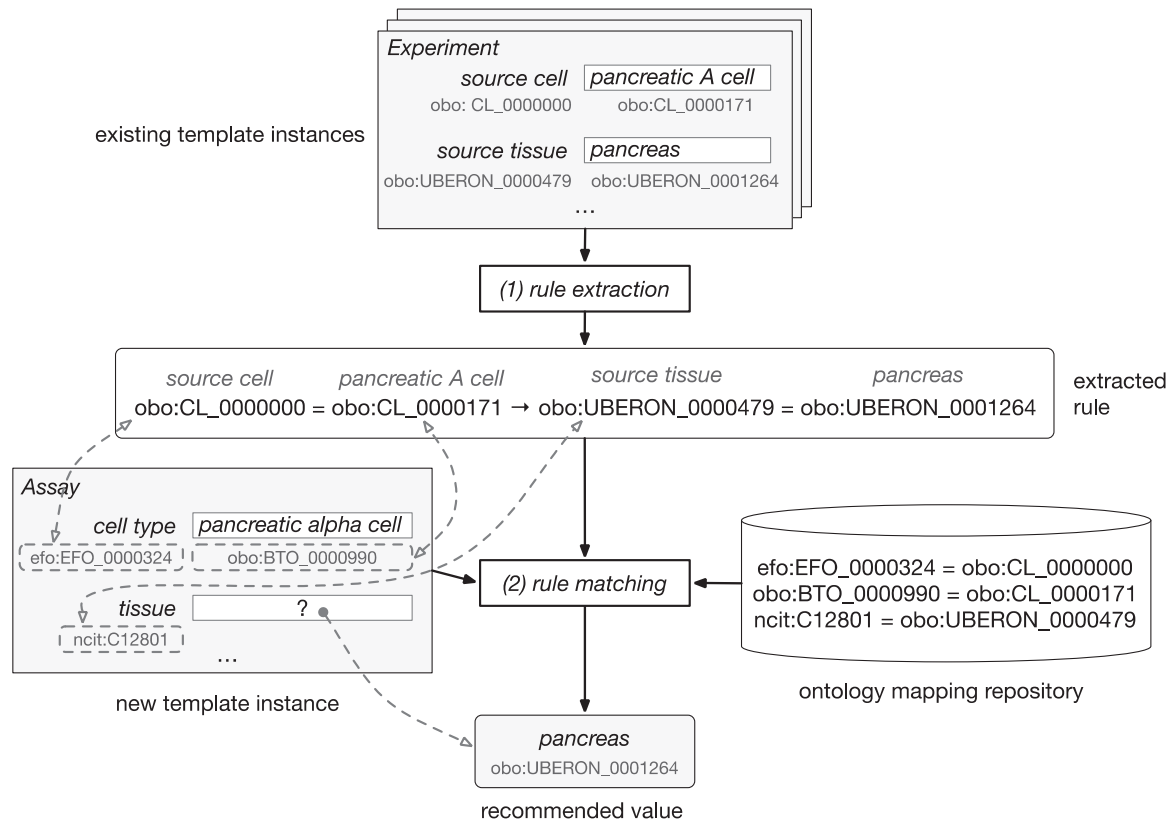 Experiment
source cell pancreatic A cell
obo: CL_0000000 obo:CL_0000171
existing template instances
source tissue pancreas
obo:UBERON_0000479 obo:UBERON_0001264
...
(1) rule extraction
source cell pancreatic A cell source tissue pancreas
obo:CL_0000000 = obo:CL_0000171 → obo:UBERON_0000479 = obo:UBERON_0001264
extracted
rule
Assay
cell type pancreatic alpha cell
efo:EFO_0000324 obo:BTO_0000990
tissue ?
ncit:C12801
...
new template instance
(2) rule matching
efo:EFO_0000324 = obo:CL_0000000
obo:BTO_0000990 = obo:CL_0000171
ncit:C12801 = obo:UBERON_0000479
ontology mapping repository
pancreas
obo:UBERON_0001264
recommended value